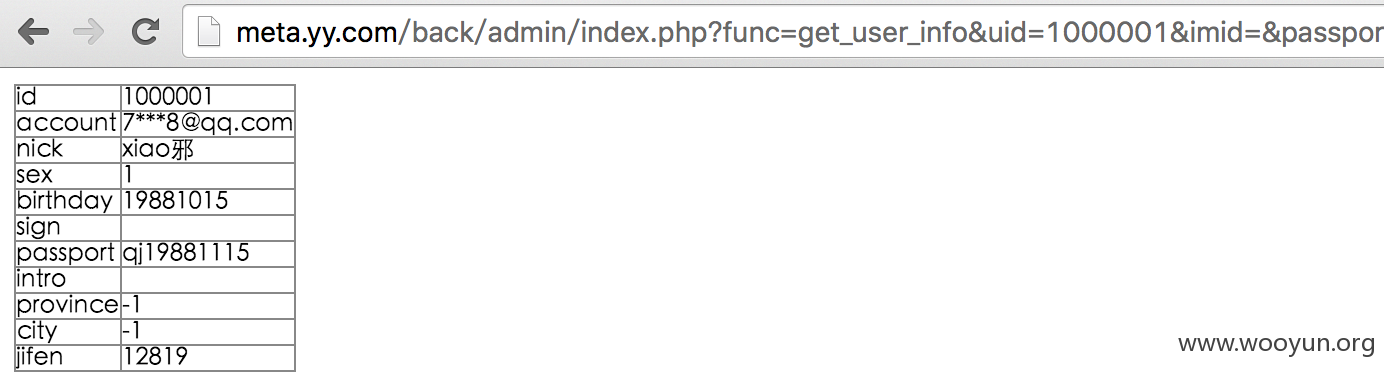 meta.yy.com/back/admin/index.php?func=get_user_info&uid=1000001&imid=&passpor
id 1000001
account 7***8@qq.com
nick xiao邪
sex 1
birthday 19881015
sign
passport qj19881115
intro
province -1
city -1
jifen 12819
www.wooyun.org